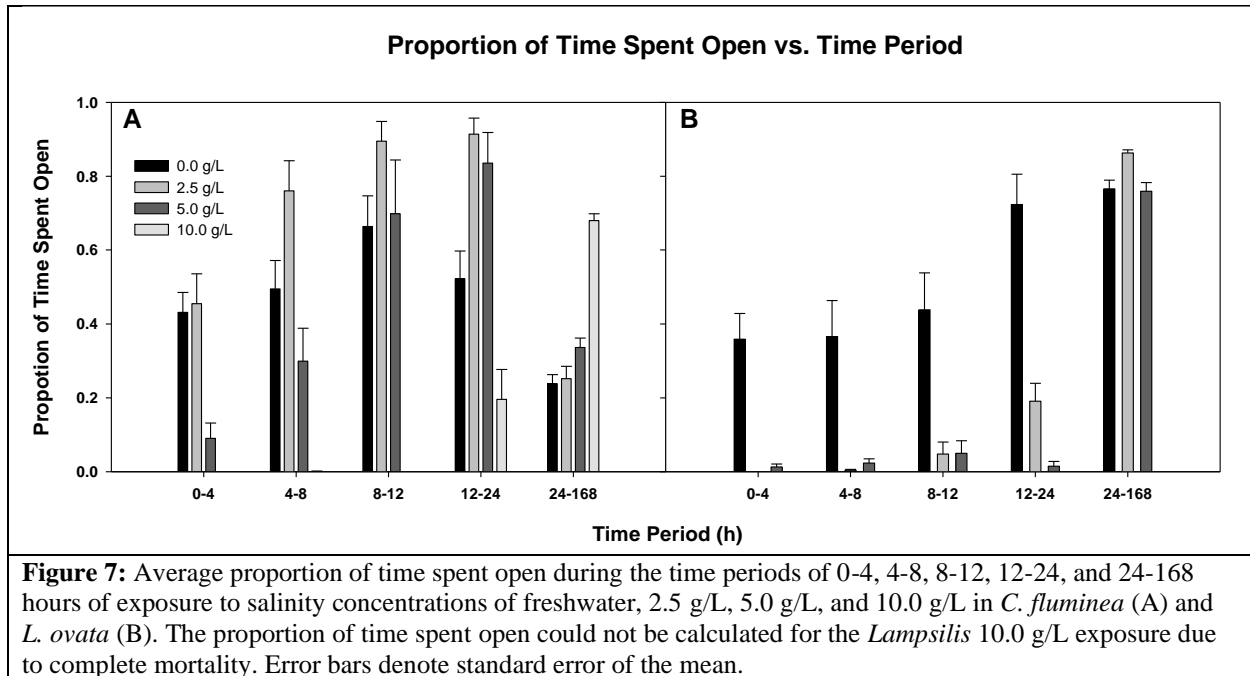 Proportion of Time Spent Open vs. Time Period
Propotion of Time Spent Open
1.0
0.8
0.6
0.4
0.2
0.0
A
0.0 g/L
2.5 g/L
5.0 g/L
10.0 g/L
B
0-4
4-8
8-12
12-24
24-168
0-4
4-8
8-12
12-24
24-168
Time Period (h)
Figure 7: Average proportion of time spent open during the time periods of 0-4, 4-8, 8-12, 12-24, and 24-168
hours of exposure to salinity concentrations of freshwater, 2.5 g/L, 5.0 g/L, and 10.0 g/L in C. fluminea (A) and
L. ovata (B). The proportion of time spent open could not be calculated for the Lampsilis 10.0 g/L exposure due
to complete mortality. Error bars denote standard error of the mean.